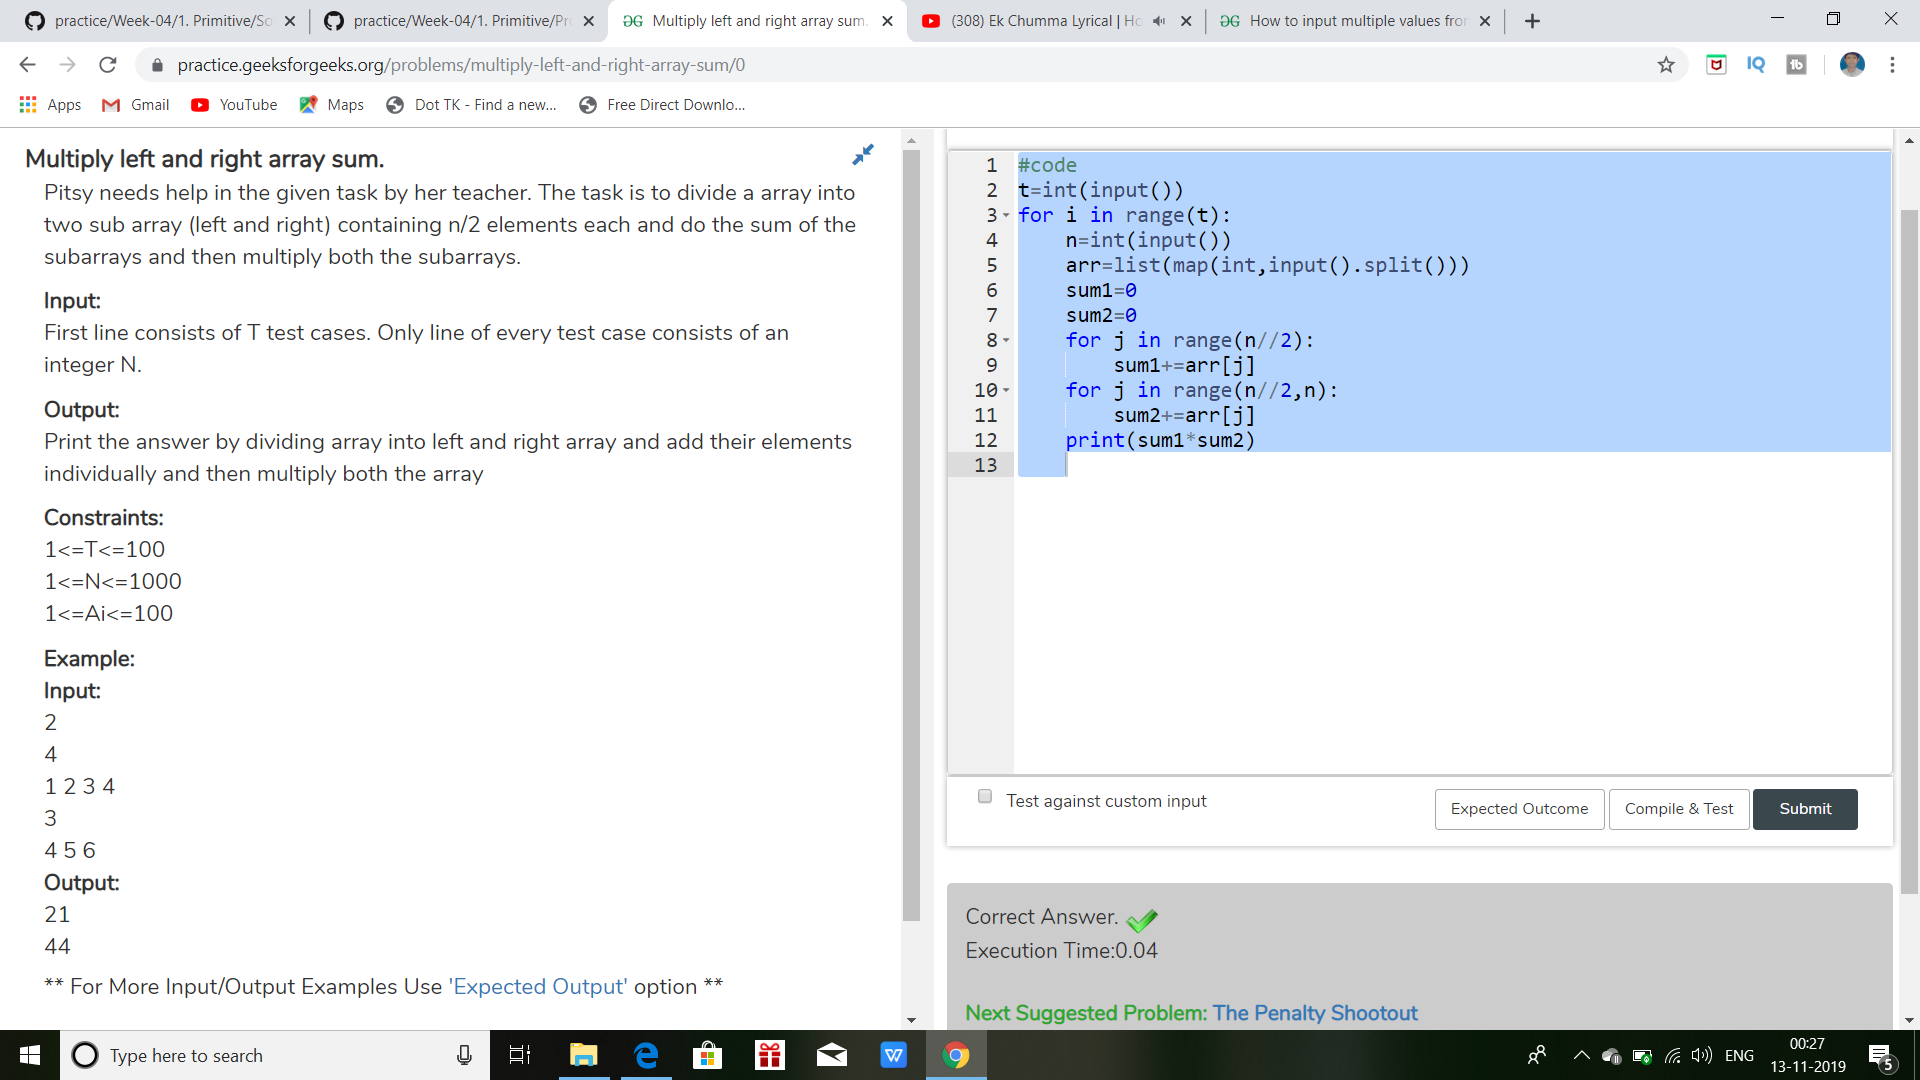 practice/Week-04/1. Primitive/So
practice/Week-04/1. Primitive/Pr
Multiply left and right array sum.
(308) Ek Chumma Lyrical | Ho
How to input multiple values fror
practice.geeksforgeeks.org/problems/multiply-left-and-right-array-sum/0
IQ
Apps
Gmail
YouTube
Maps
Dot TK - Find a new...
Free Direct Downlo...
Multiply left and right array sum.
Pitsy needs help in the given task by her teacher. The task is to divide a array into
two sub array (left and right) containing n/2 elements each and do the sum of the
subarrays and then multiply both the subarrays.
Input:
First line consists of T test cases. Only line of every test case consists of an
integer N.
Output:
Print the answer by dividing array into left and right array and add their elements
individually and then multiply both the array
Constraints:
1<=T<=100
1<=N<=1000
1<=Ai<=100
Example:
Input:
2
4
1 2 3 4
3
4 5 6
Output:
21
44
** For More Input/Output Examples Use 'Expected Output' option **
1 #code
2 t=int(input())
3 for i in range(t):
4     n=int(input())
5     arr=list(map(int,input().split()))
6     sum1=0
7     sum2=0
8     for j in range(n//2):
9         sum1+=arr[j]
10     for j in range(n//2,n):
11         sum2+=arr[j]
12     print(sum1*sum2)
13
Test against custom input
Expected Outcome
Compile & Test
Submit
Correct Answer.
Execution Time:0.04
Next Suggested Problem: The Penalty Shootout
Type here to search
ENG
00:27
13-11-2019
5